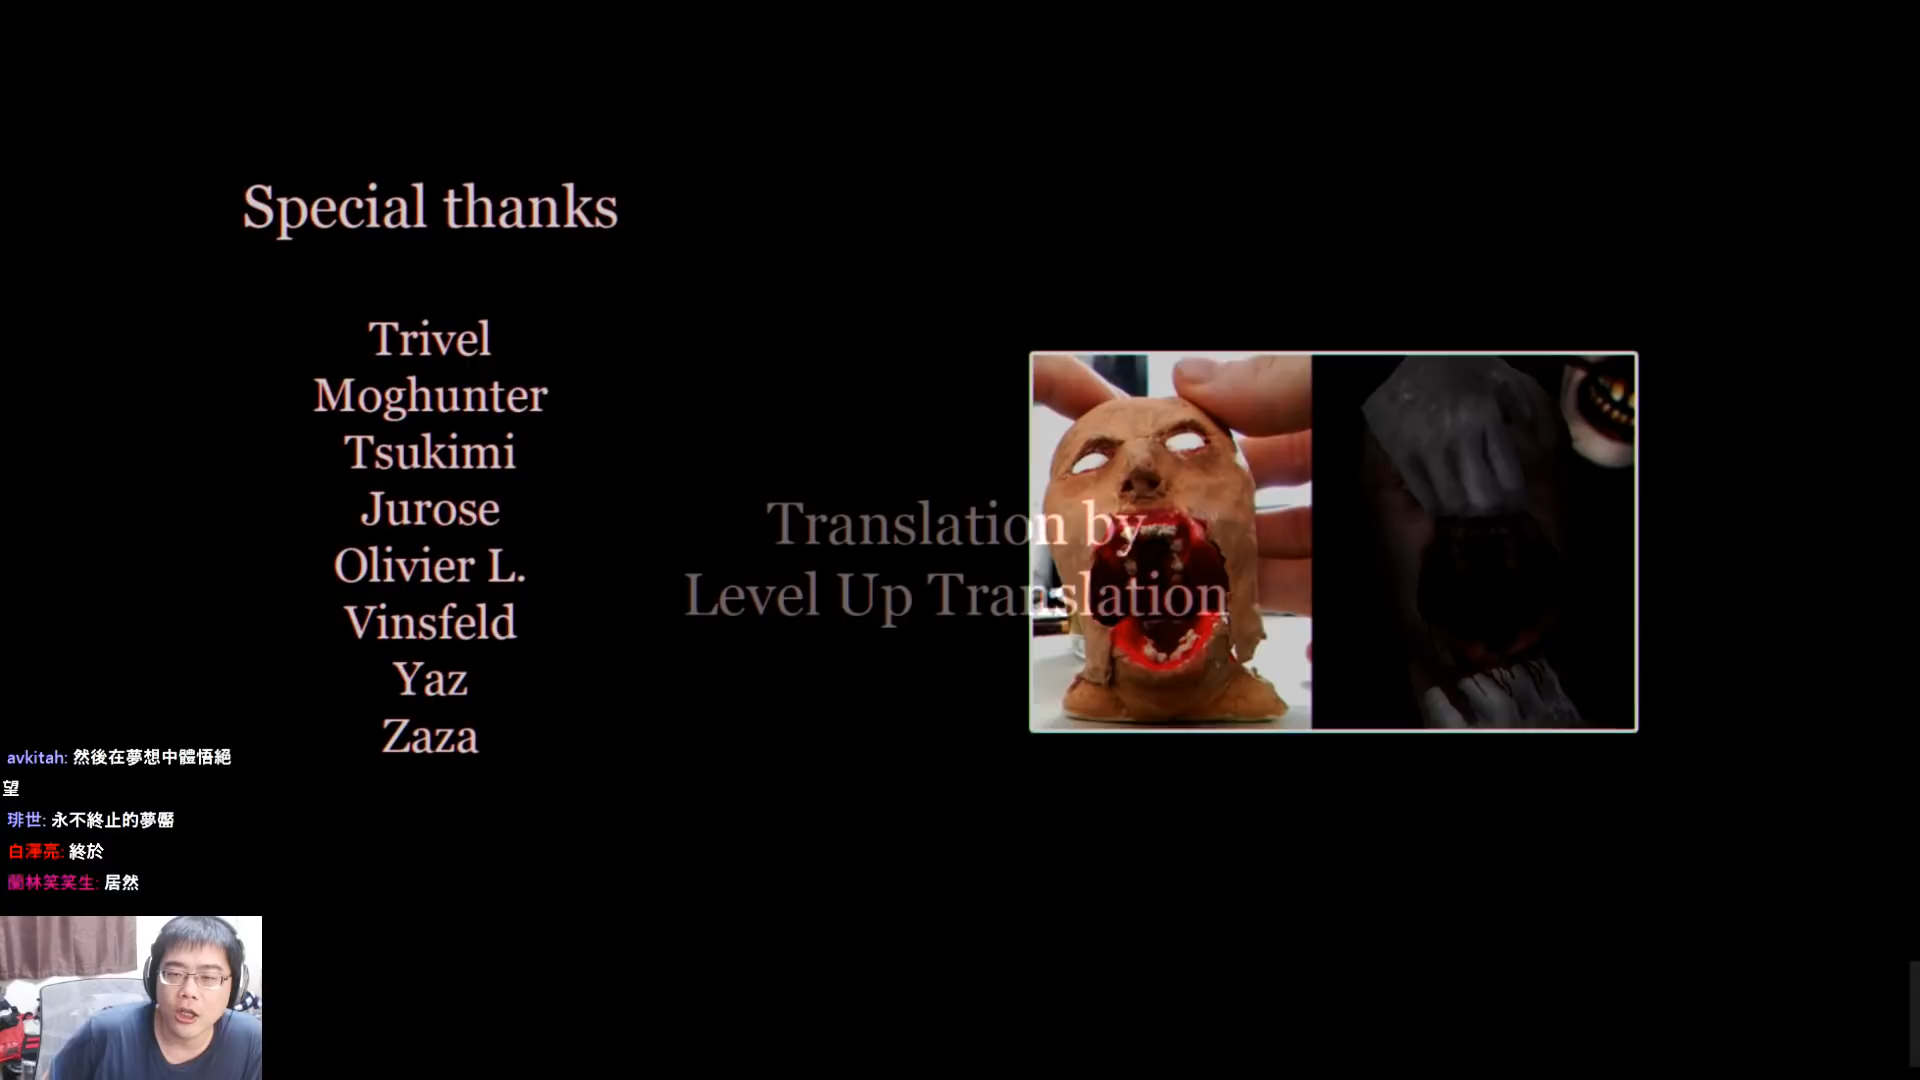 Special thanks
Trivel
Moghunter
Tsukimi
Jurose
Olivier L.
Vinsfeld
Yaz
Zaza
Translation by
Level Up Translation
avkitah: 然後在夢想中體悟絕
望
琲世: 永不終止的夢靨
白澤亮: 終於
蘭林笑笑生: 居然